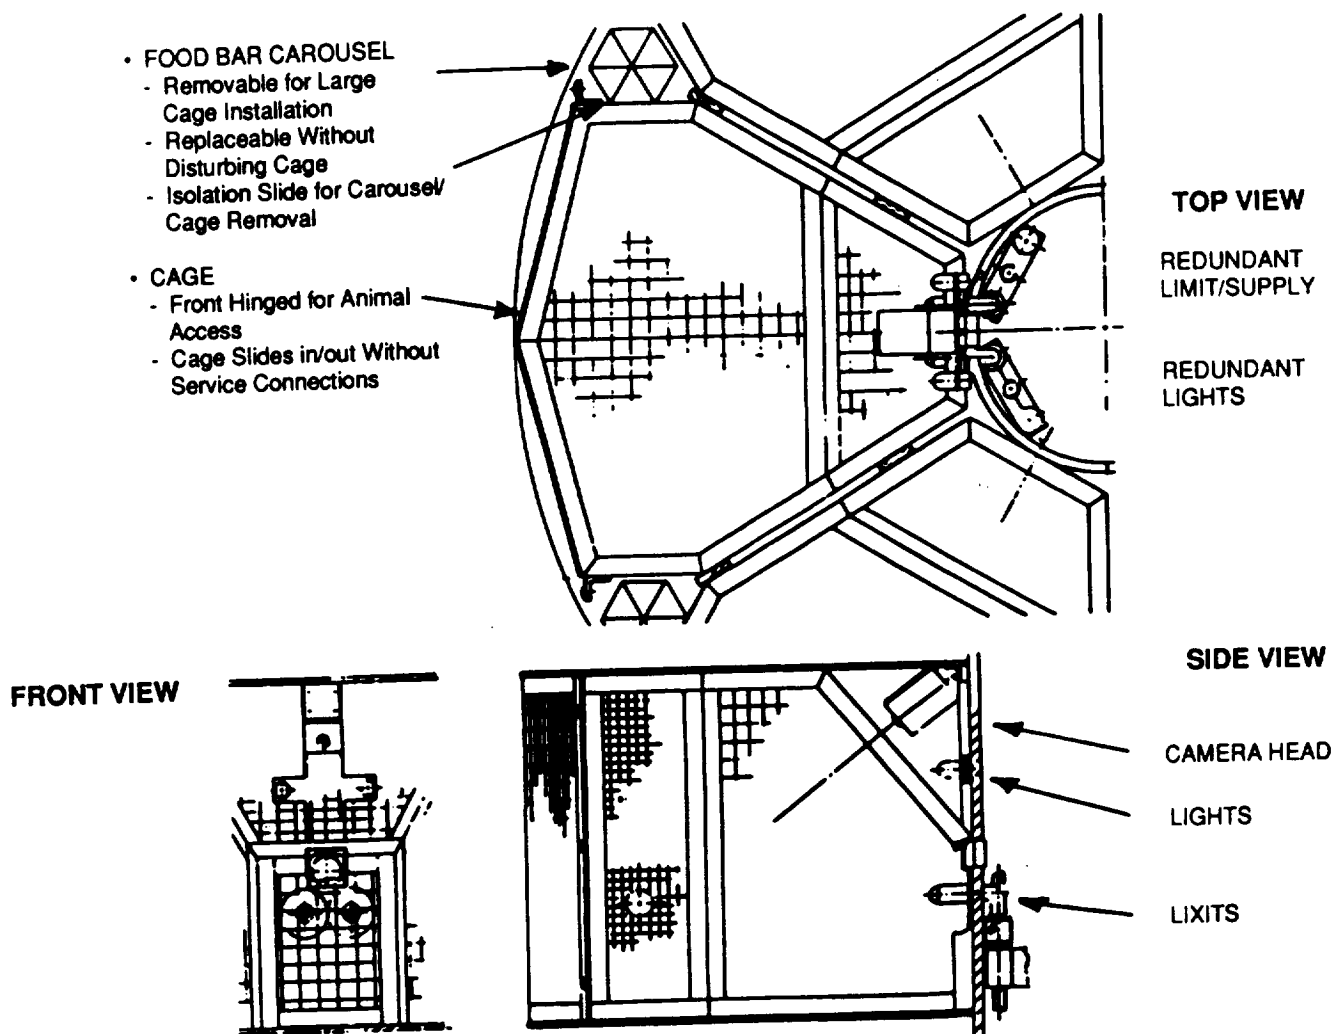 • FOOD BAR CAROUSEL
- Removable for Large
Cage Installation
- Replaceable Without
Disturbing Cage
- Isolation Slide for Carousel/
Cage Removal
• CAGE
- Front Hinged for Animal
Access
- Cage Slides in/out Without
Service Connections
TOP VIEW
REDUNDANT
LIMIT/SUPPLY
REDUNDANT
LIGHTS
FRONT VIEW
SIDE VIEW
CAMERA HEAD
LIGHTS
LIXITS